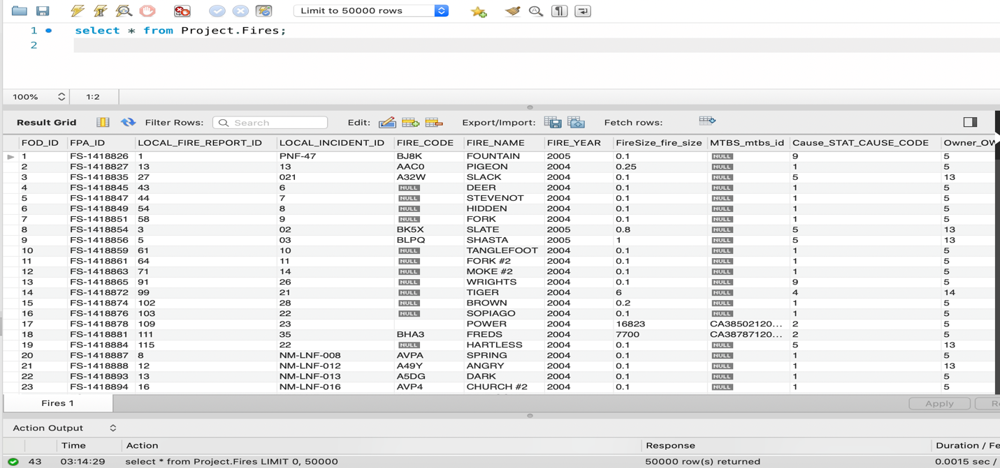 Limit to 50000 rows
1 select * from Project.Fires;
2
100% 1:2
Result Grid Filter Rows: Search Edit: Export/Import: Fetch rows:
FOD_ID FPA_ID LOCAL_FIRE_REPORT_ID LOCAL_INCIDENT_ID FIRE_CODE FIRE_NAME FIRE_YEAR FireSize_fire_size MTBS_mtbs_id Cause_STAT_CAUSE_CODE Owner_OW
1 FS-1418826 1 PNF-47 BJ8K FOUNTAIN 2005 0.1 NULL 9 5
2 FS-1418827 13 13 AAC0 PIGEON 2004 0.25 NULL 1 5
3 FS-1418835 27 021 A32W SLACK 2004 0.1 NULL 5 13
4 FS-1418845 43 6 NULL DEER 2004 0.1 NULL 1 5
5 FS-1418847 44 7 NULL STEVENOT 2004 0.1 NULL 1 5
6 FS-1418849 54 8 NULL HIDDEN 2004 0.1 NULL 1 5
7 FS-1418851 58 9 NULL FORK 2004 0.1 NULL 1 5
8 FS-1418854 3 02 BK5X SLATE 2005 0.8 NULL 5 13
9 FS-1418856 5 03 BLPQ SHASTA 2005 1 NULL 5 13
10 FS-1418859 61 10 NULL TANGLEFOOT 2004 0.1 NULL 1 5
11 FS-1418861 64 11 NULL FORK #2 2004 0.1 NULL 1 5
12 FS-1418863 71 14 NULL MOKE #2 2004 0.1 NULL 1 5
13 FS-1418865 91 26 NULL WRIGHTS 2004 0.1 NULL 9 5
14 FS-1418872 99 21 NULL TIGER 2004 6 NULL 4 14
15 FS-1418874 102 28 NULL BROWN 2004 0.2 NULL 1 5
16 FS-1418876 103 22 NULL SOPIAGO 2004 0.1 NULL 1 5
17 FS-1418878 109 23 POWER 2004 16823 CA38502120... 2 5
18 FS-1418881 111 35 BHA3 FREDS 2004 7700 CA38787120... 2 5
19 FS-1418884 115 22 NULL HARTLESS 2004 0.1 NULL 5 13
20 FS-1418887 8 NM-LNF-008 AVPA SPRING 2004 0.1 NULL 1 5
21 FS-1418888 12 NM-LNF-012 A49Y ANGRY 2004 0.1 NULL 1 13
22 FS-1418893 13 NM-LNF-013 A5DG DARK 2004 0.1 NULL 1 5
23 FS-1418894 16 NM-LNF-016 AVP4 CHURCH #2 2004 0.1 NULL 1 5
Fires 1 Apply
Action Output
Time Action Response Duration / Fe
43 03:14:29 select * from Project.Fires LIMIT 0, 50000 50000 row(s) returned 0.0015 sec /